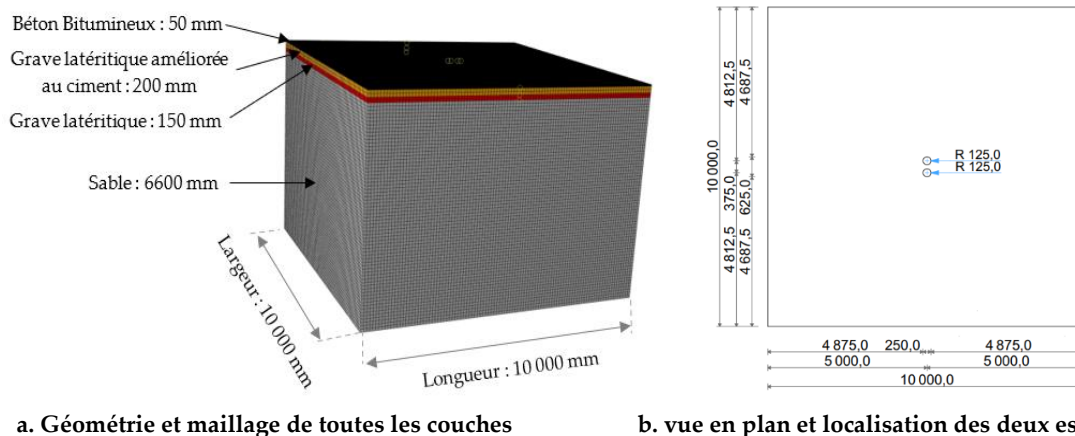 Béton Bitumineux : 50 mm
Grave latéritique améliorée
au ciment : 200 mm
Grave latéritique : 150 mm
Sable : 6600 mm
Largeur : 10 000 mm
Longueur : 10 000 mm
10 000,0
4 812,5
375,0
4 812,5
4 687,5
625,0
4 687,5
R 125,0
R 125,0
4 875,0
250,0
4 875,0
5 000,0
5 000,0
10 000,0
a. Géométrie et maillage de toutes les couches
b. vue en plan et localisation des deux es